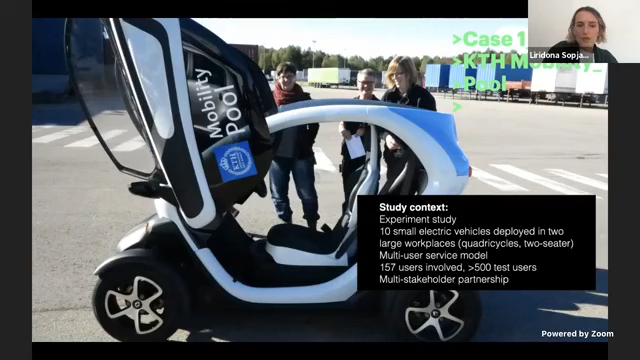 >Case 1
>KTH Mobility_
>Pool
>
Liridona Sopja...
Mobility
POOL
KTH
Study context:
Experiment study
10 small electric vehicles deployed in two
large workplaces (quadricycles, two-seater)
Multi-user service model
157 users involved, >500 test users
Multi-stakeholder partnership
Powered by Zoom